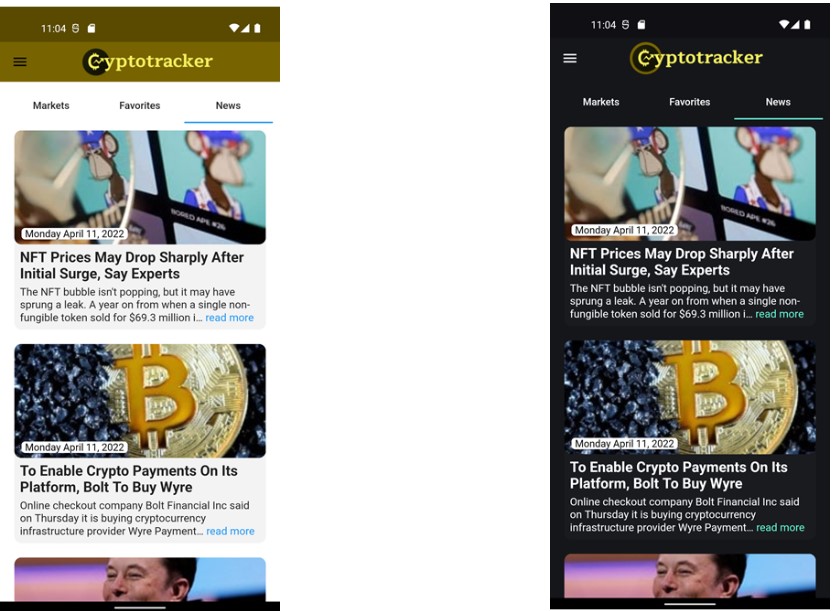 11:04
Cryptotracker
Markets Favorites News
BORED APE #26
Monday April 11, 2022
NFT Prices May Drop Sharply After
Initial Surge, Say Experts
The NFT bubble isn't popping, but it may have
sprung a leak. A year on from when a single non-
fungible token sold for $69.3 million i... read more
Monday April 11, 2022
To Enable Crypto Payments On Its
Platform, Bolt To Buy Wyre
Online checkout company Bolt Financial Inc said
on Thursday it is buying cryptocurrency
infrastructure provider Wyre Payment... read more
11:04
Cryptotracker
Markets Favorites News
BORED APE #26
Monday April 11, 2022
NFT Prices May Drop Sharply After
Initial Surge, Say Experts
The NFT bubble isn't popping, but it may have
sprung a leak. A year on from when a single non-
fungible token sold for $69.3 million i... read more
Monday April 11, 2022
To Enable Crypto Payments On Its
Platform, Bolt To Buy Wyre
Online checkout company Bolt Financial Inc said
on Thursday it is buying cryptocurrency
infrastructure provider Wyre Payment... read more